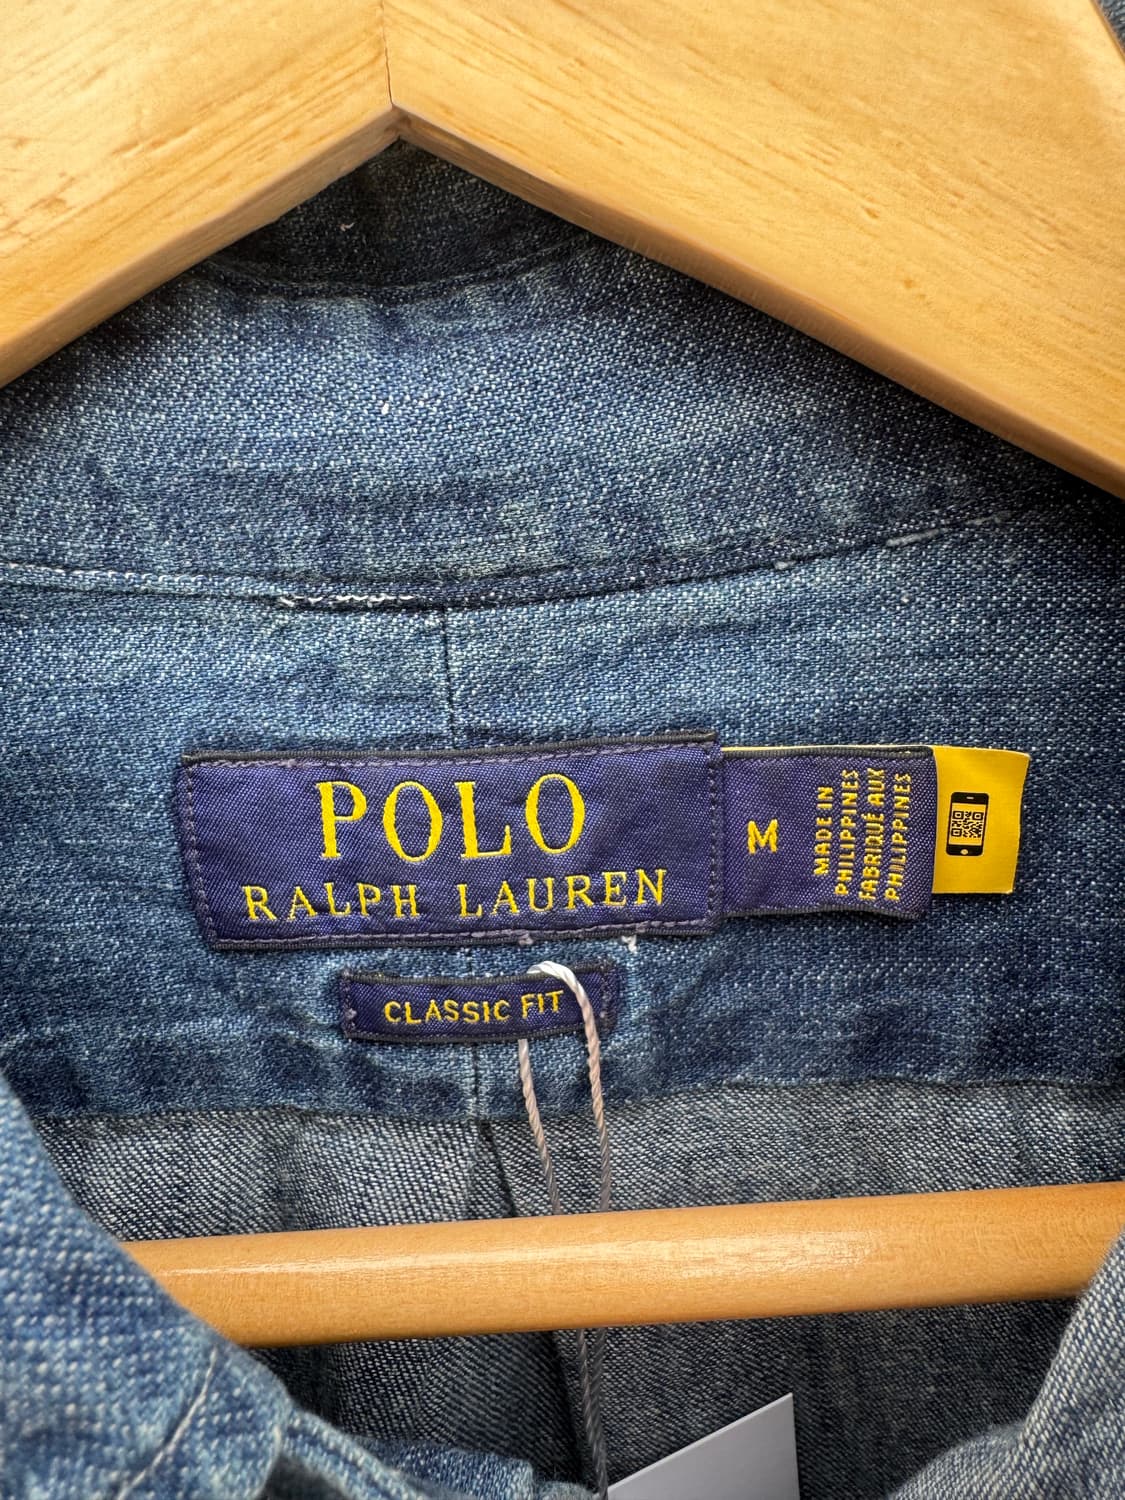 POLO
RALPH LAUREN
M
MADE IN
PHILIPPINES
FABRIQUÉ AUX
PHILIPPINES
CLASSIC FIT